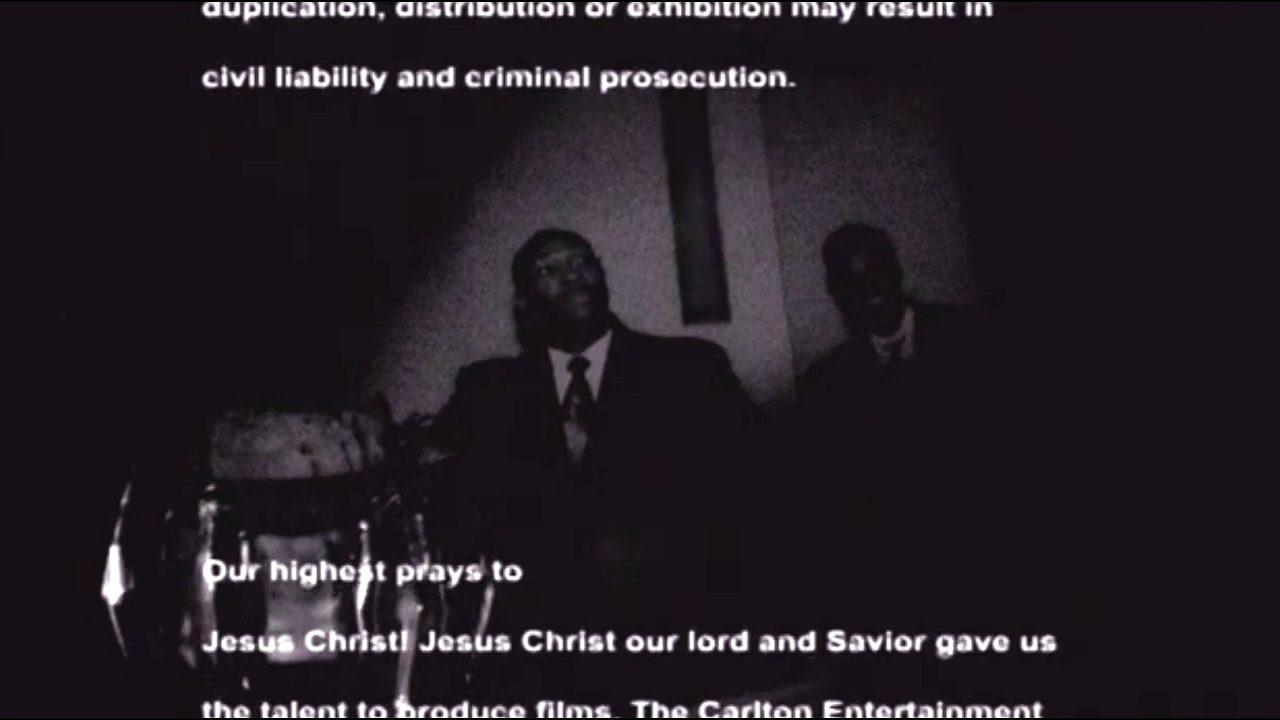 duplication, distribution or exhibition may result in
civil liability and criminal prosecution.
Our highest prays to
Jesus Christ! Jesus Christ our lord and Savior gave us
the talent to produce films. The Carlton Entertainment